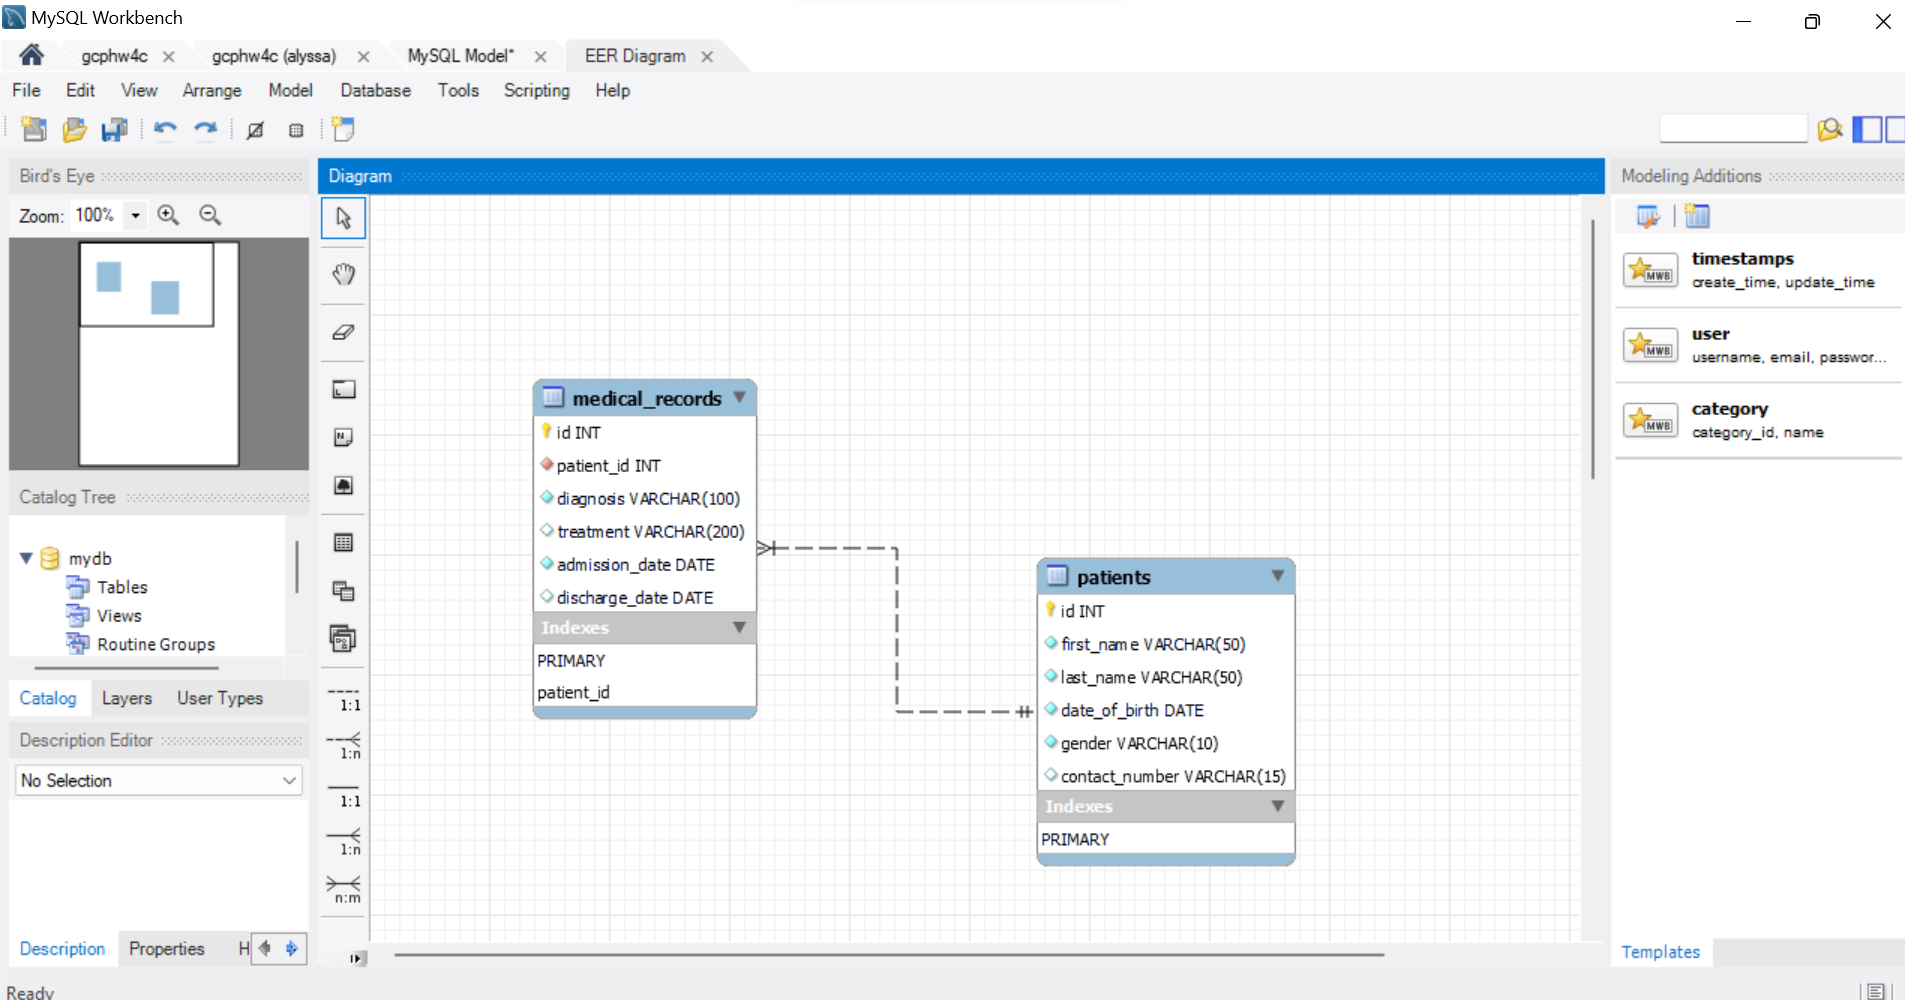 MySQL Workbench
gcphw4c
gcphw4c (alyssa)
MySQL Model*
EER Diagram
File Edit View Arrange Model Database Tools Scripting Help
Bird's Eye
Zoom: 100%
Catalog Tree
mydb
Tables
Views
Routine Groups
Catalog Layers User Types
Description Editor
No Selection
Description Properties H
Ready
Diagram
1:1
1:n
1:1
1:n
n:m
medical_records
id INT
patient_id INT
diagnosis VARCHAR(100)
treatment VARCHAR(200)
admission_date DATE
discharge_date DATE
Indexes
PRIMARY
patient_id
patients
id INT
first_name VARCHAR(50)
last_name VARCHAR(50)
date_of_birth DATE
gender VARCHAR(10)
contact_number VARCHAR(15)
Indexes
PRIMARY
Modeling Additions
MWB
timestamps
create_time, update_time
MWB
user
username, email, passwor...
MWB
category
category_id, name
Templates